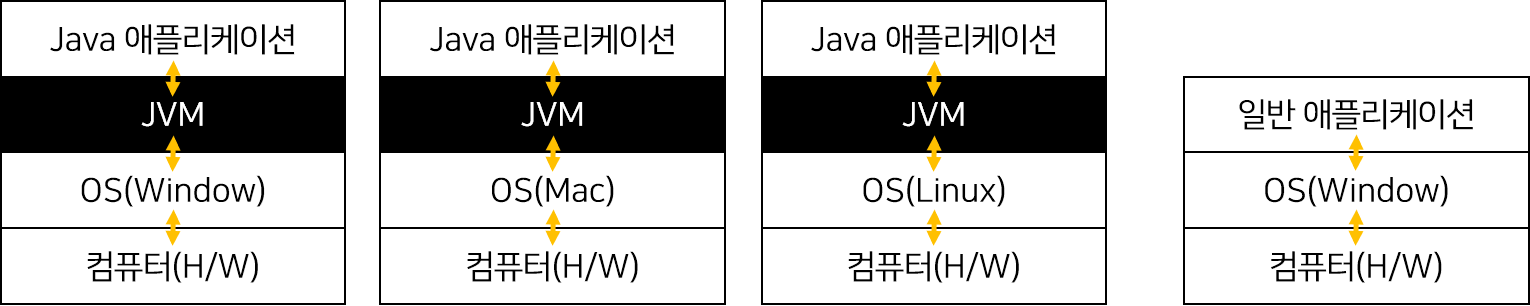 Java 애플리케이션
JVM
OS(Window)
컴퓨터(H/W)
Java 애플리케이션
JVM
OS(Mac)
컴퓨터(H/W)
Java 애플리케이션
JVM
OS(Linux)
컴퓨터(H/W)
일반 애플리케이션
OS(Window)
컴퓨터(H/W)